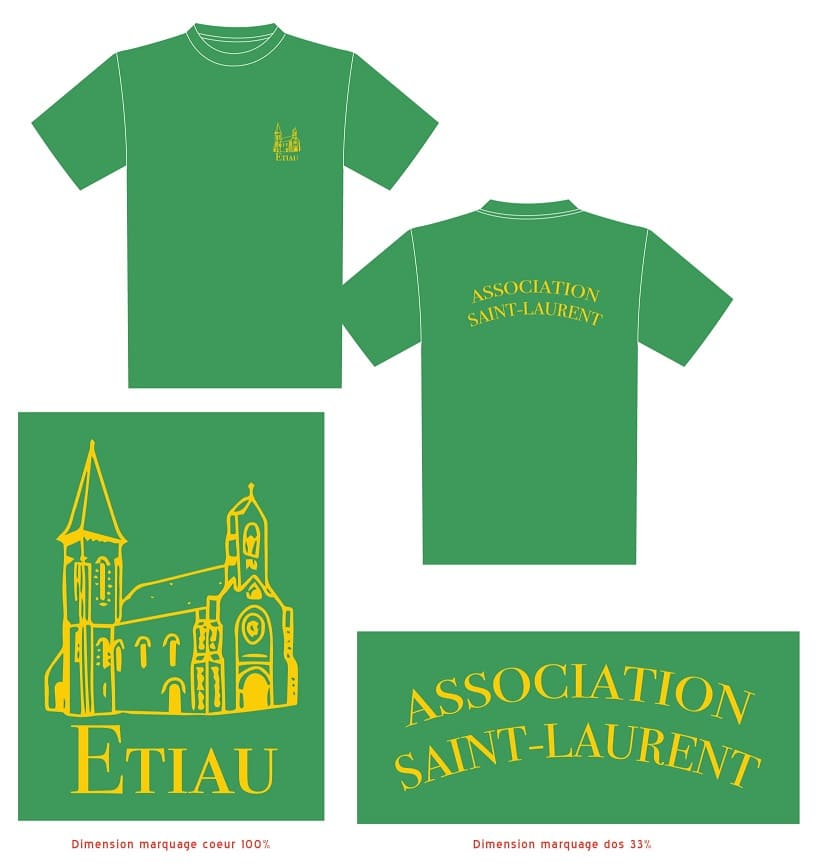 ETIAU
ASSOCIATION
SAINT-LAURENT
ETIAU
ASSOCIATION
SAINT-LAURENT
Dimension marquage coeur 100%
Dimension marquage dos 33%